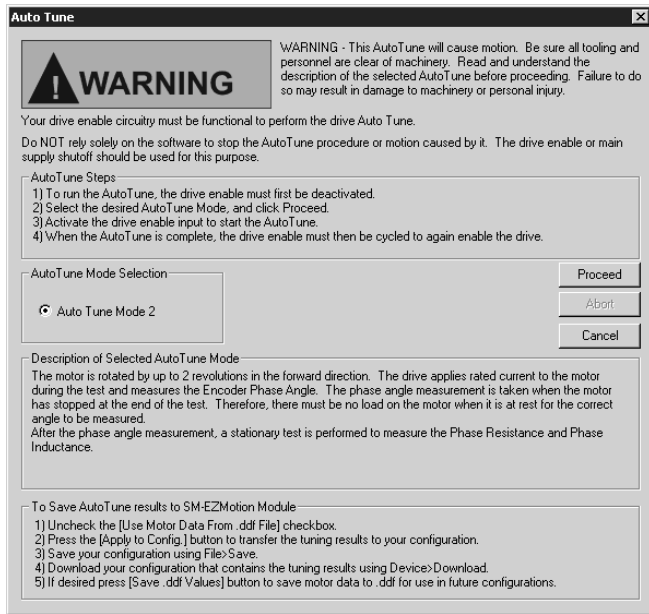 Auto Tune
WARNING
WARNING - This AutoTune will cause motion. Be sure all tooling and
personnel are clear of machinery. Read and understand the
description of the selected AutoTune before proceeding. Failure to do
so may result in damage to machinery or personal injury.
Your drive enable circuitry must be functional to perform the drive Auto Tune.
Do NOT rely solely on the software to stop the AutoTune procedure or motion caused by it. The drive enable or main
supply shutoff should be used for this purpose.
AutoTune Steps
1) To run the AutoTune, the drive enable must first be deactivated.
2) Select the desired AutoTune Mode, and click Proceed.
3) Activate the drive enable input to start the AutoTune.
4) When the AutoTune is complete, the drive enable must then be cycled to again enable the drive.
AutoTune Mode Selection
Auto Tune Mode 2
Proceed
Abort
Cancel
Description of Selected AutoTune Mode
The motor is rotated by up to 2 revolutions in the forward direction. The drive applies rated current to the motor
during the test and measures the Encoder Phase Angle. The phase angle measurement is taken when the motor
has stopped at the end of the test. Therefore, there must be no load on the motor when it is at rest for the correct
angle to be measured.
After the phase angle measurement, a stationary test is performed to measure the Phase Resistance and Phase
Inductance.
To Save AutoTune results to SM-EZMotion Module
1) Uncheck the [Use Motor Data From .ddf File] checkbox.
2) Press the [Apply to Config.] button to transfer the tuning results to your configuration.
3) Save your configuration using File>Save.
4) Download your configuration that contains the tuning results using Device>Download.
5) If desired press [Save .ddf Values] button to save motor data to .ddf for use in future configurations.